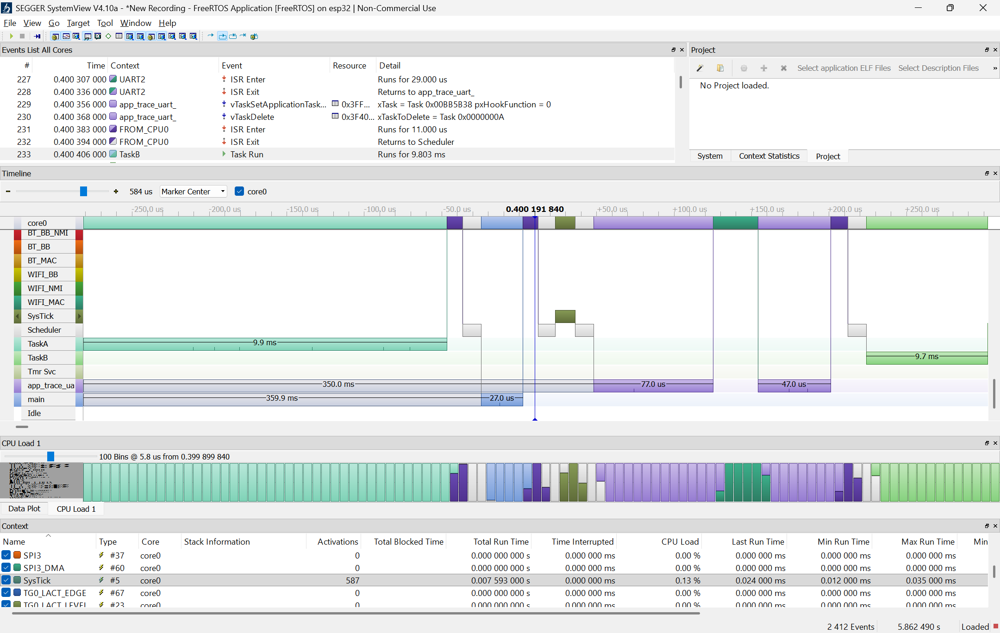 SEGGER SystemView V4.10a - *New Recording - FreeRTOS Application [FreeRTOS] on esp32 | Non-Commercial Use
File View Go Target Tool Window Help
Events List All Cores
# Time Context Event Resource Detail
227 0.400 307 000 UART2 ISR Enter Runs for 29.000 us
228 0.400 336 000 UART2 ISR Exit Returns to app_trace_uart_
229 0.400 356 000 app_trace_uart_ vTaskSetApplicationTask... 0x3FF... xTask = Task 0x00BB5B38 pxHookFunction = 0
230 0.400 368 000 app_trace_uart_ vTaskDelete 0x3F40... xTaskToDelete = Task 0x0000000A
231 0.400 383 000 FROM_CPU0 ISR Enter Runs for 11.000 us
232 0.400 394 000 FROM_CPU0 ISR Exit Returns to Scheduler
233 0.400 406 000 TaskB Task Run Runs for 9.803 ms
Project
Select application ELF Files Select Description Files »
No Project loaded.
System Context Statistics Project
Timeline
- + 584 us Marker Center core0
-250.0 us -200.0 us -150.0 us -100.0 us -50.0 us 0.400 191 840 +50.0 us +100.0 us +150.0 us +200.0 us +250.0 us
core0
BT_BB_NMI
BT_BB
BT_MAC
WIFI_BB
WIFI_NMI
WIFI_MAC
SysTick
Scheduler
TaskA 9.9 ms
TaskB 9.7 ms
Tmr Svc
app_trace_ua 350.0 ms 77.0 us 47.0 us
main 359.9 ms 27.0 us
Idle
CPU Load 1
100 Bins @ 5.8 us from 0.399 899 840
Data Plot CPU Load 1
Context
Name Type Core Stack Information Activations Total Blocked Time Total Run Time Time Interrupted CPU Load Last Run Time Min Run Time Max Run Time Min
SPI3 #37 core0 0 0.000 000 000 s 0.000 000 ms 0.00 % 0.000 000 ms 0.000 000 ms 0.000 000 ms
SPI3_DMA #60 core0 0 0.000 000 000 s 0.000 000 ms 0.00 % 0.000 000 ms 0.000 000 ms 0.000 000 ms
SysTick #5 core0 587 0.007 593 000 s 0.000 000 ms 0.13 % 0.024 000 ms 0.012 000 ms 0.035 000 ms
TG0_LACT_EDGE #67 core0 0 0.000 000 000 s 0.000 000 ms 0.00 % 0.000 000 ms 0.000 000 ms 0.000 000 ms
TG0_LACT_LEVEL #23 core0 0 0.000 000 000 s 0.000 000 ms 0.00 % 0.000 000 ms 0.000 000 ms 0.000 000 ms
2 412 Events 5.862 490 s Loaded